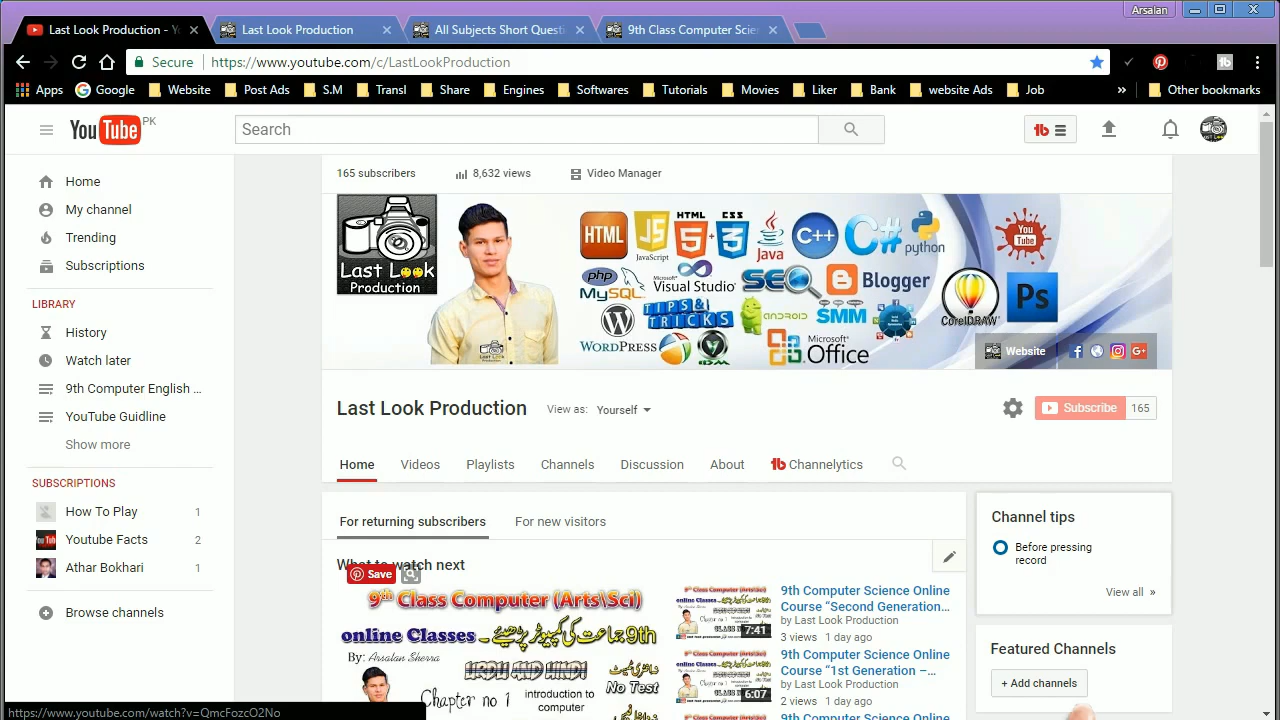 Arsalan
Last Look Production - Y
Last Look Production
All Subjects Short Quest
9th Class Computer Scie
Secure
https://www.youtube.com/c/LastLookProduction
Apps
Google
Website
Post Ads
S.M
Transl
Share
Engines
Softwares
Tutorials
Movies
Liker
Bank
website Ads
Job
»
Other bookmarks
YouTube PK
Search
tb
Home
My channel
Trending
Subscriptions
LIBRARY
History
Watch later
9th Computer English ...
YouTube Guidline
Show more
SUBSCRIPTIONS
How To Play 1
Youtube Facts 2
Athar Bokhari 1
Browse channels
165 subscribers
8,632 views
Video Manager
Last Look
Production
HTML
JS
JavaScript
HTML
5
+
CSS
3
Java
C++
C#
python
You
Tube
php
MySQL
Microsoft
Visual Studio
SEO
Blogger
TIPS &
TRICKS
ANDROID
SMM
CorelDRAW
Ps
WORDPRESS
IDM
Microsoft
Office
Website
Last Look Production
View as: Yourself
Subscribe 165
Home
Videos
Playlists
Channels
Discussion
About
tb Channelytics
For returning subscribers
For new visitors
What to watch next
Save
9th Class Computer (Arts\Sci)
online Classes ـ 9th جماعت کی کمپیوٹر پڑھیئے
By: Arsalan Sherra
URDU AND HINDI
No Test
Chapter no 1
introduction to
computer
7:41
9th Computer Science Online
Course “Second Generation...
by Last Look Production
3 views 1 day ago
6:07
9th Computer Science Online
Course “1st Generation –...
by Last Look Production
2 views 1 day ago
9th Computer Science Online
Channel tips
Before pressing
record
View all »
Featured Channels
+ Add channels
https://www.youtube.com/watch?v=QmcFozcO2No